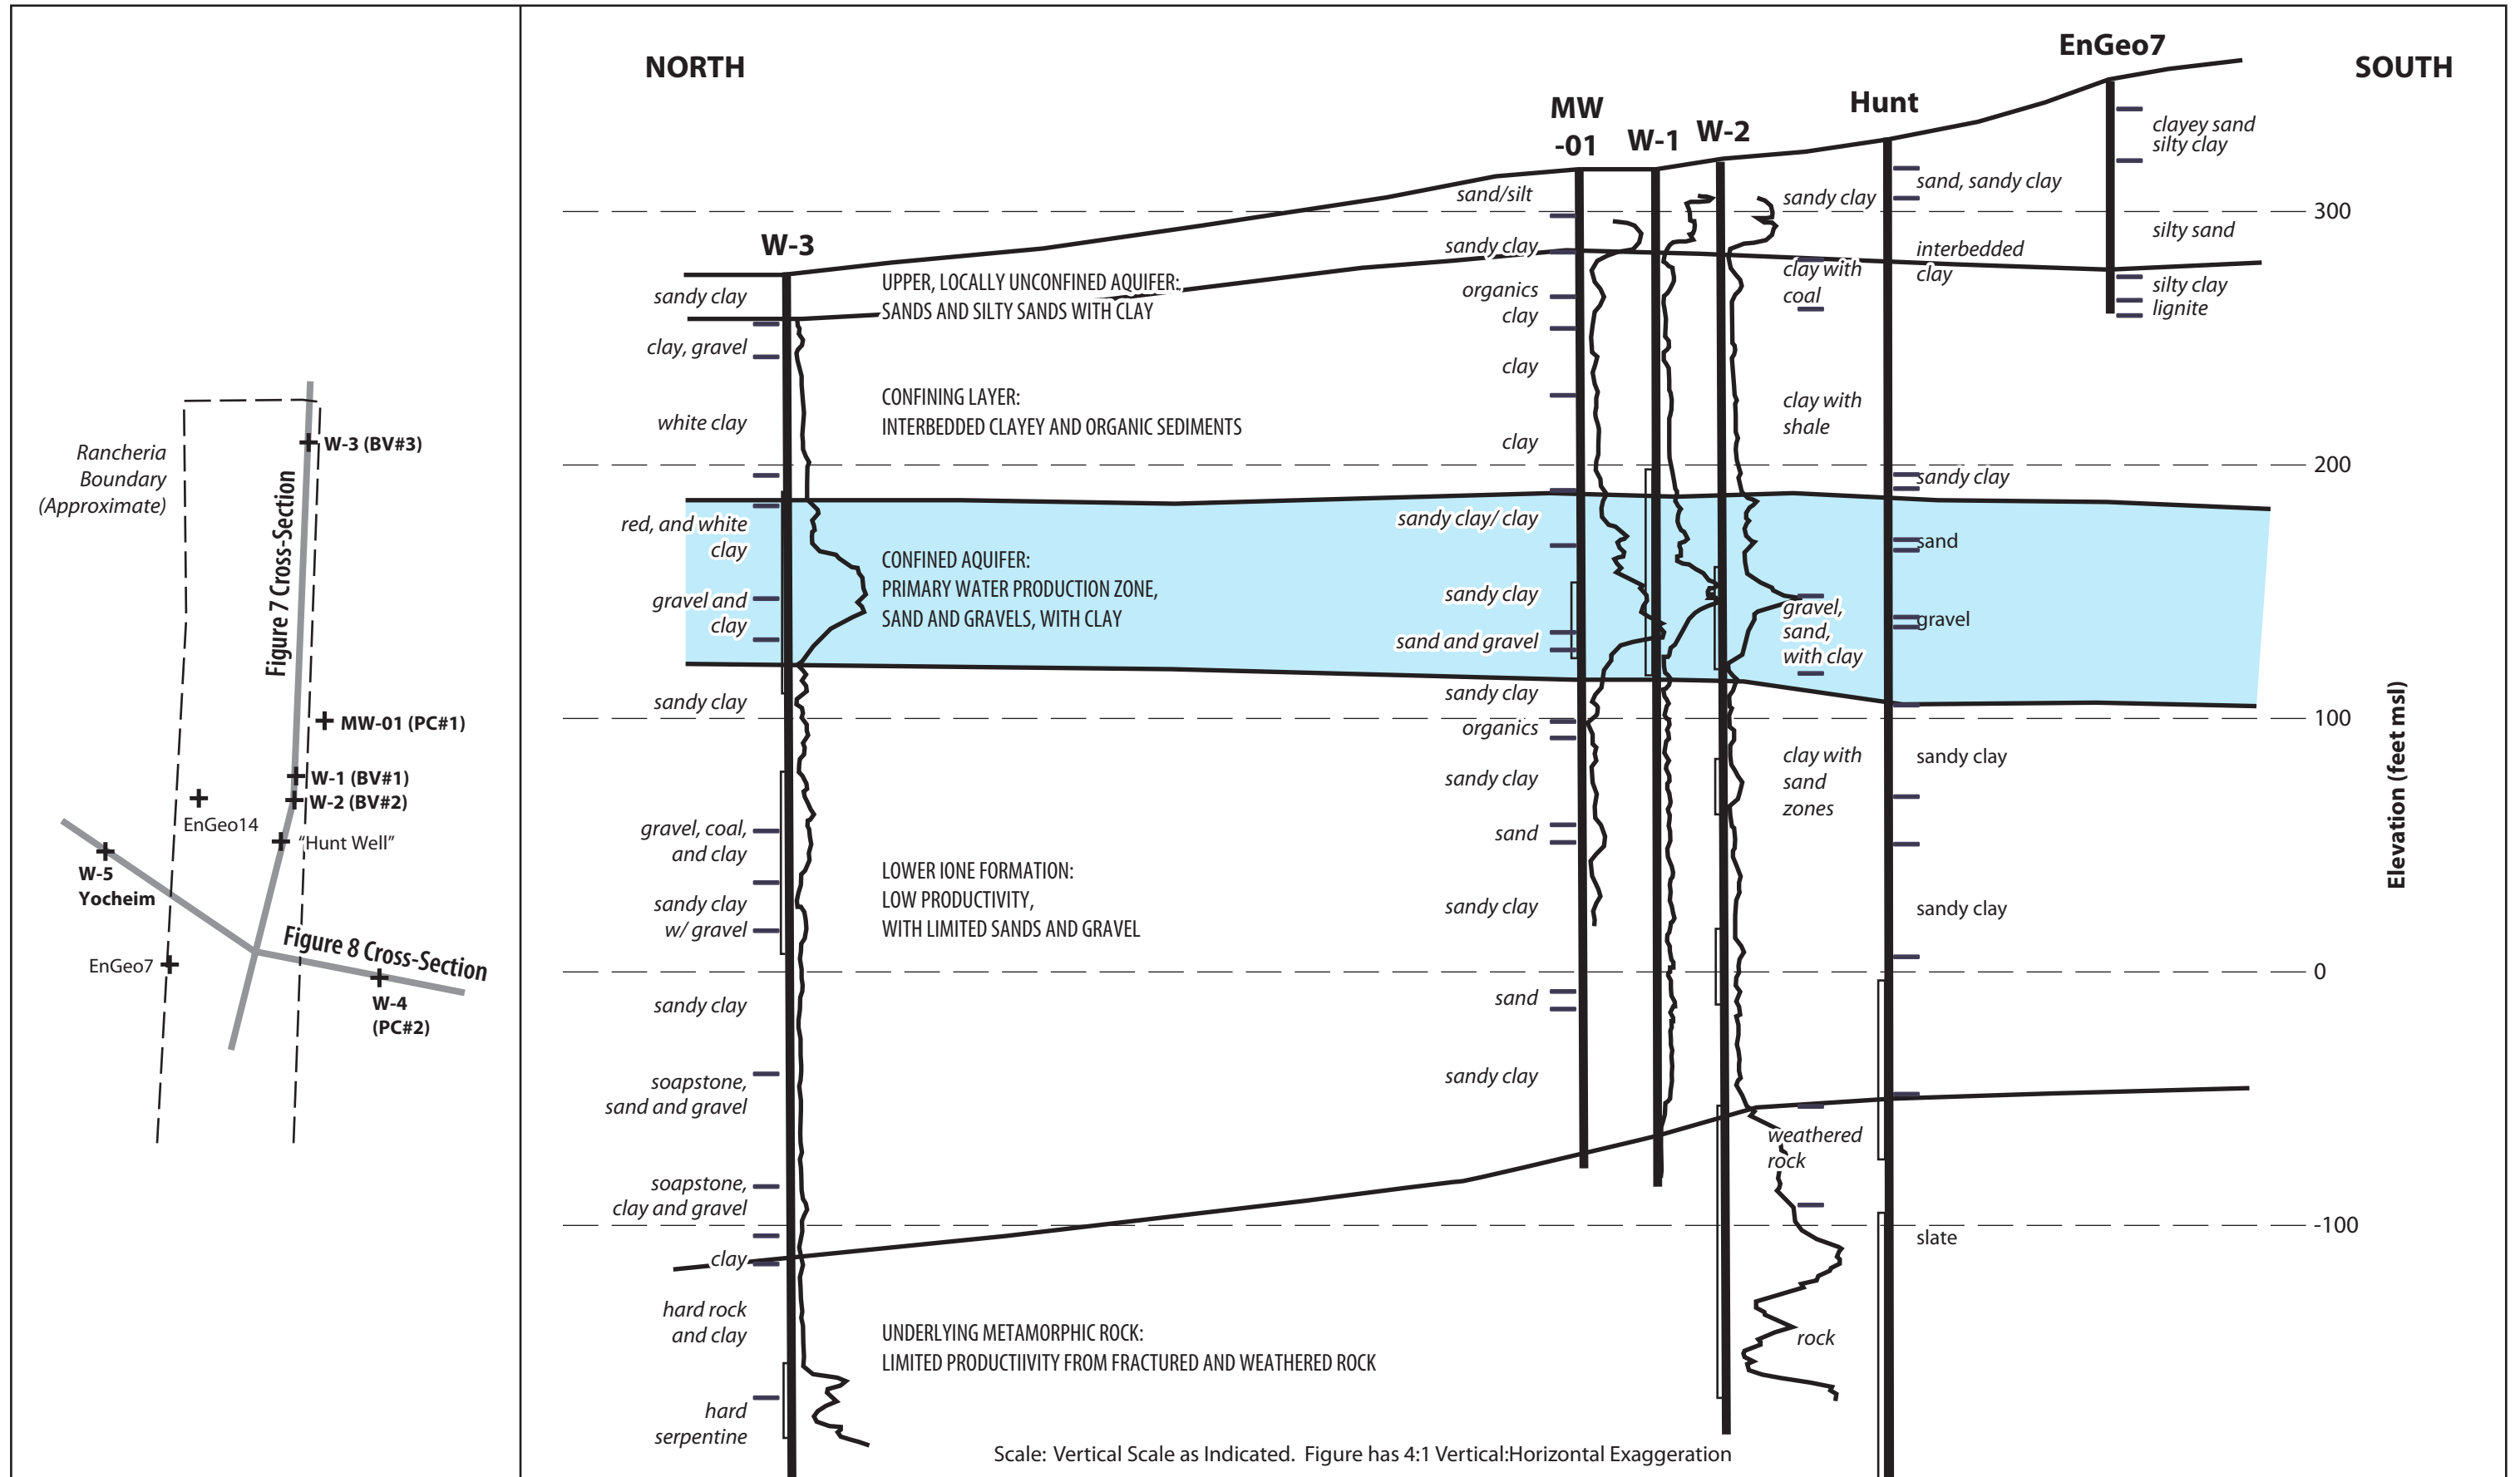 Rancheria
Boundary
(Approximate)
W-3 (BV#3)
Figure 7 Cross-Section
MW-01 (PC#1)
W-1 (BV#1)
W-2 (BV#2)
EnGeo14
“Hunt Well”
W-5
Yocheim
Figure 8 Cross-Section
EnGeo7
W-4
(PC#2)
NORTH
SOUTH
W-3
MW
-01
W-1
W-2
Hunt
EnGeo7
sandy clay
clay, gravel
white clay
red, and white
clay
gravel and
clay
sandy clay
gravel, coal,
and clay
sandy clay
w/ gravel
sandy clay
soapstone,
sand and gravel
soapstone,
clay and gravel
clay
hard rock
and clay
hard
serpentine
UPPER, LOCALLY UNCONFINED AQUIFER:
SANDS AND SILTY SANDS WITH CLAY
CONFINING LAYER:
INTERBEDDED CLAYEY AND ORGANIC SEDIMENTS
CONFINED AQUIFER:
PRIMARY WATER PRODUCTION ZONE,
SAND AND GRAVELS, WITH CLAY
LOWER IONE FORMATION:
LOW PRODUCTIVITY,
WITH LIMITED SANDS AND GRAVEL
UNDERLYING METAMORPHIC ROCK:
LIMITED PRODUCTIIVITY FROM FRACTURED AND WEATHERED ROCK
sand/silt
sandy clay
organics
clay
clay
clay
sandy clay/ clay
sandy clay
sand and gravel
sandy clay
organics
sandy clay
sand
sandy clay
sand
sandy clay
sandy clay
clay with
coal
clay with
shale
gravel,
sand,
with clay
clay with
sand
zones
weathered
rock
rock
sand, sandy clay
interbedded
clay
sandy clay
sand
gravel
sandy clay
sandy clay
slate
clayey sand
silty clay
silty sand
silty clay
lignite
300
200
100
0
-100
Elevation (feet msl)
Scale: Vertical Scale as Indicated. Figure has 4:1 Vertical:Horizontal Exaggeration